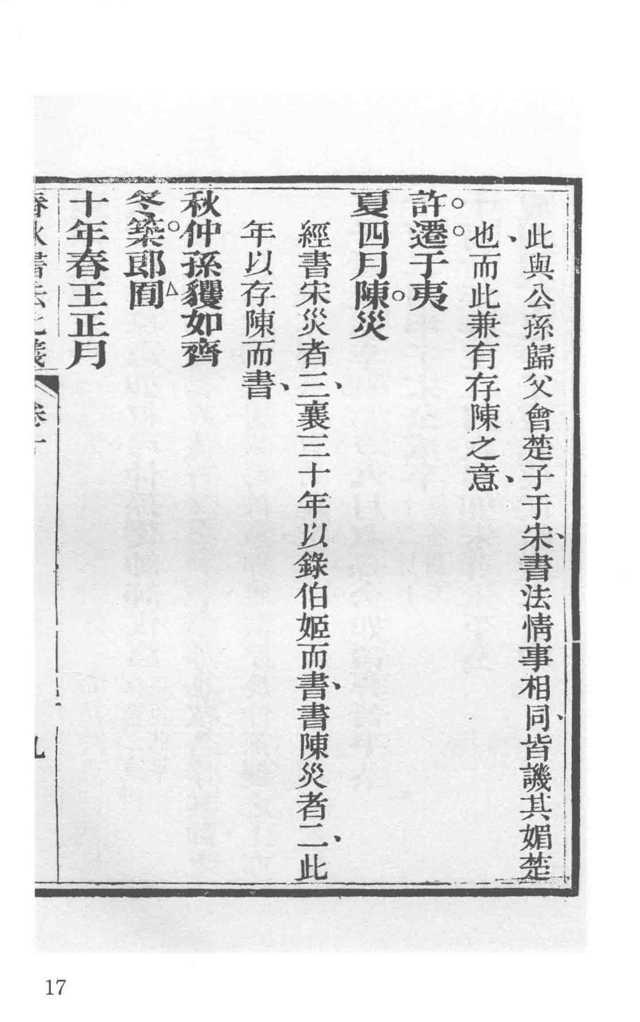 此與公孫歸父會楚子于宋書法情事相同皆譏其媚楚
也而此兼有存陳之意
許遷于夷
夏四月陳災
經書宋災者三襄三十年以錄伯姬而書書陳災者二此
年以存陳而書
秋仲孫貜如齊
冬築郎囿
十年春王正月
春秋書法比義
卷十
九
17